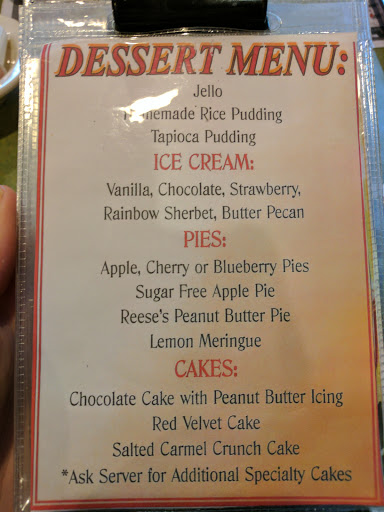 DESSERT MENU:
Jello
Homemade Rice Pudding
Tapioca Pudding
ICE CREAM:
Vanilla, Chocolate, Strawberry,
Rainbow Sherbet, Butter Pecan
PIES:
Apple, Cherry or Blueberry Pies
Sugar Free Apple Pie
Reese's Peanut Butter Pie
Lemon Meringue
CAKES:
Chocolate Cake with Peanut Butter Icing
Red Velvet Cake
Salted Carmel Crunch Cake
*Ask Server for Additional Specialty Cakes